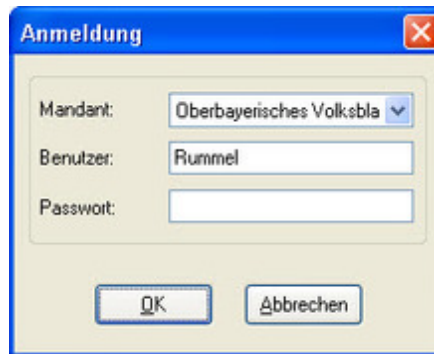 Anmeldung
Mandant: Oberbayerisches Volksbla
Benutzer: Rummel
Passwort:
OK Abbrechen